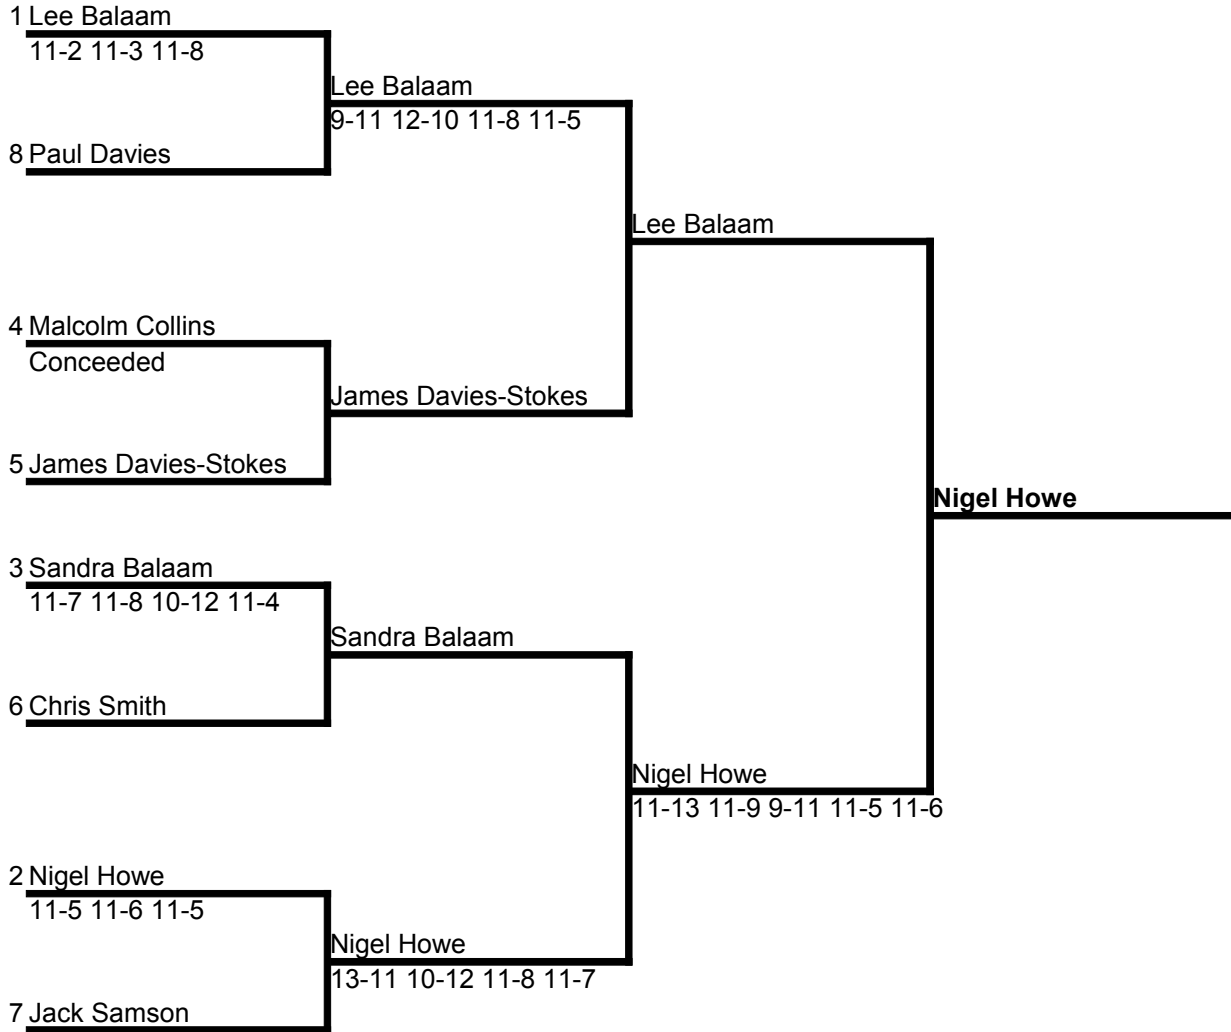 1 Lee Balaam
11-2 11-3 11-8
Lee Balaam
9-11 12-10 11-8 11-5
8 Paul Davies
Lee Balaam
4 Malcolm Collins
Conceeded
James Davies-Stokes
5 James Davies-Stokes
Nigel Howe
3 Sandra Balaam
11-7 11-8 10-12 11-4
Sandra Balaam
6 Chris Smith
Nigel Howe
11-13 11-9 9-11 11-5 11-6
2 Nigel Howe
11-5 11-6 11-5
Nigel Howe
13-11 10-12 11-8 11-7
7 Jack Samson